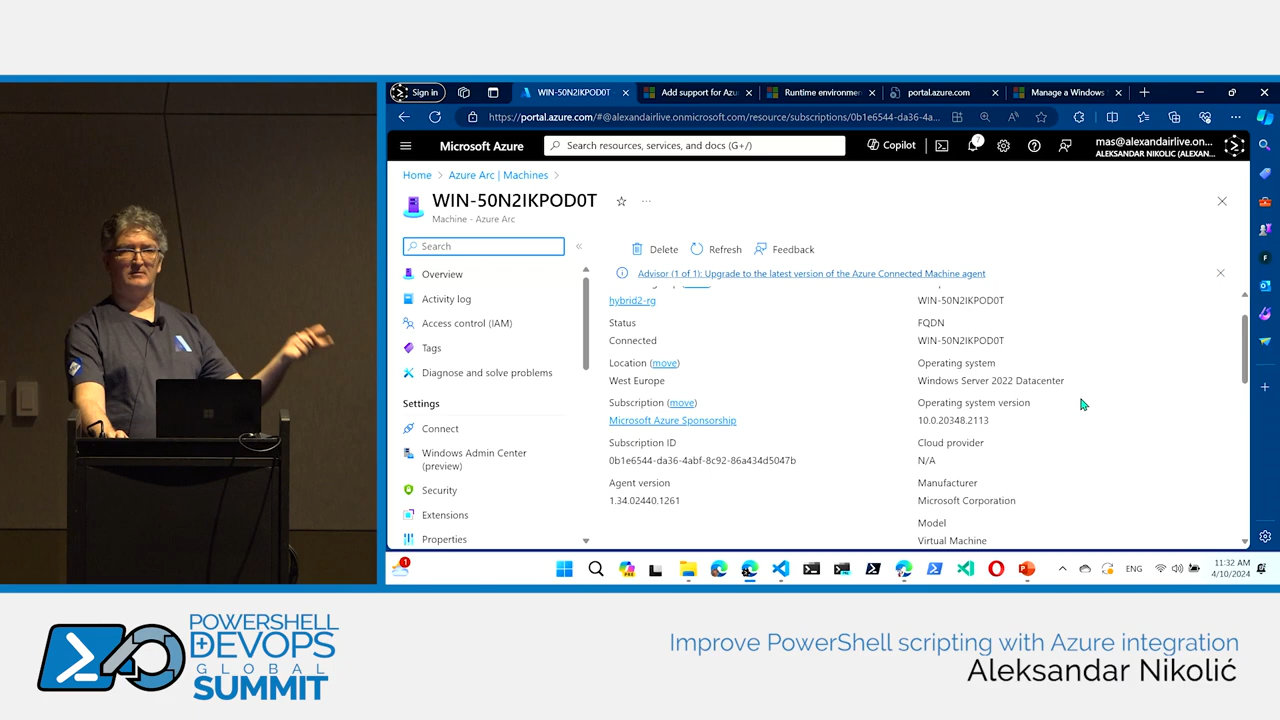 Sign in
WIN-50N2IKPOD0T
Add support for Az
Runtime environme
portal.azure.com
Manage a Windows
https://portal.azure.com/#@alexandairlive.onmicrosoft.com/resource/subscriptions/0b1e6544-da36-4a...
Microsoft Azure
Search resources, services, and docs (G+/)
Copilot
7
mas@alexandairlive.on...
ALEKSANDAR NIKOLIC (ALEXAN...
Home
Azure Arc | Machines
WIN-50N2IKPOD0T
Machine - Azure Arc
Search
Delete
Refresh
Feedback
Advisor (1 of 1): Upgrade to the latest version of the Azure Connected Machine agent
Overview
Activity log
Access control (IAM)
Tags
Diagnose and solve problems
Settings
Connect
Windows Admin Center
(preview)
Security
Extensions
Properties
hybrid2-rg
Status
Connected
Location (move)
West Europe
Subscription (move)
Microsoft Azure Sponsorship
Subscription ID
0b1e6544-da36-4abf-8c92-86a434d5047b
Agent version
1.34.02440.1261
WIN-50N2IKPOD0T
FQDN
WIN-50N2IKPOD0T
Operating system
Windows Server 2022 Datacenter
Operating system version
10.0.20348.2113
Cloud provider
N/A
Manufacturer
Microsoft Corporation
Model
Virtual Machine
1
ENG
11:32 AM
4/10/2024
POWERSHELL
DEVOPS
GLOBAL
SUMMIT
Improve PowerShell scripting with Azure integration
Aleksandar Nikolić